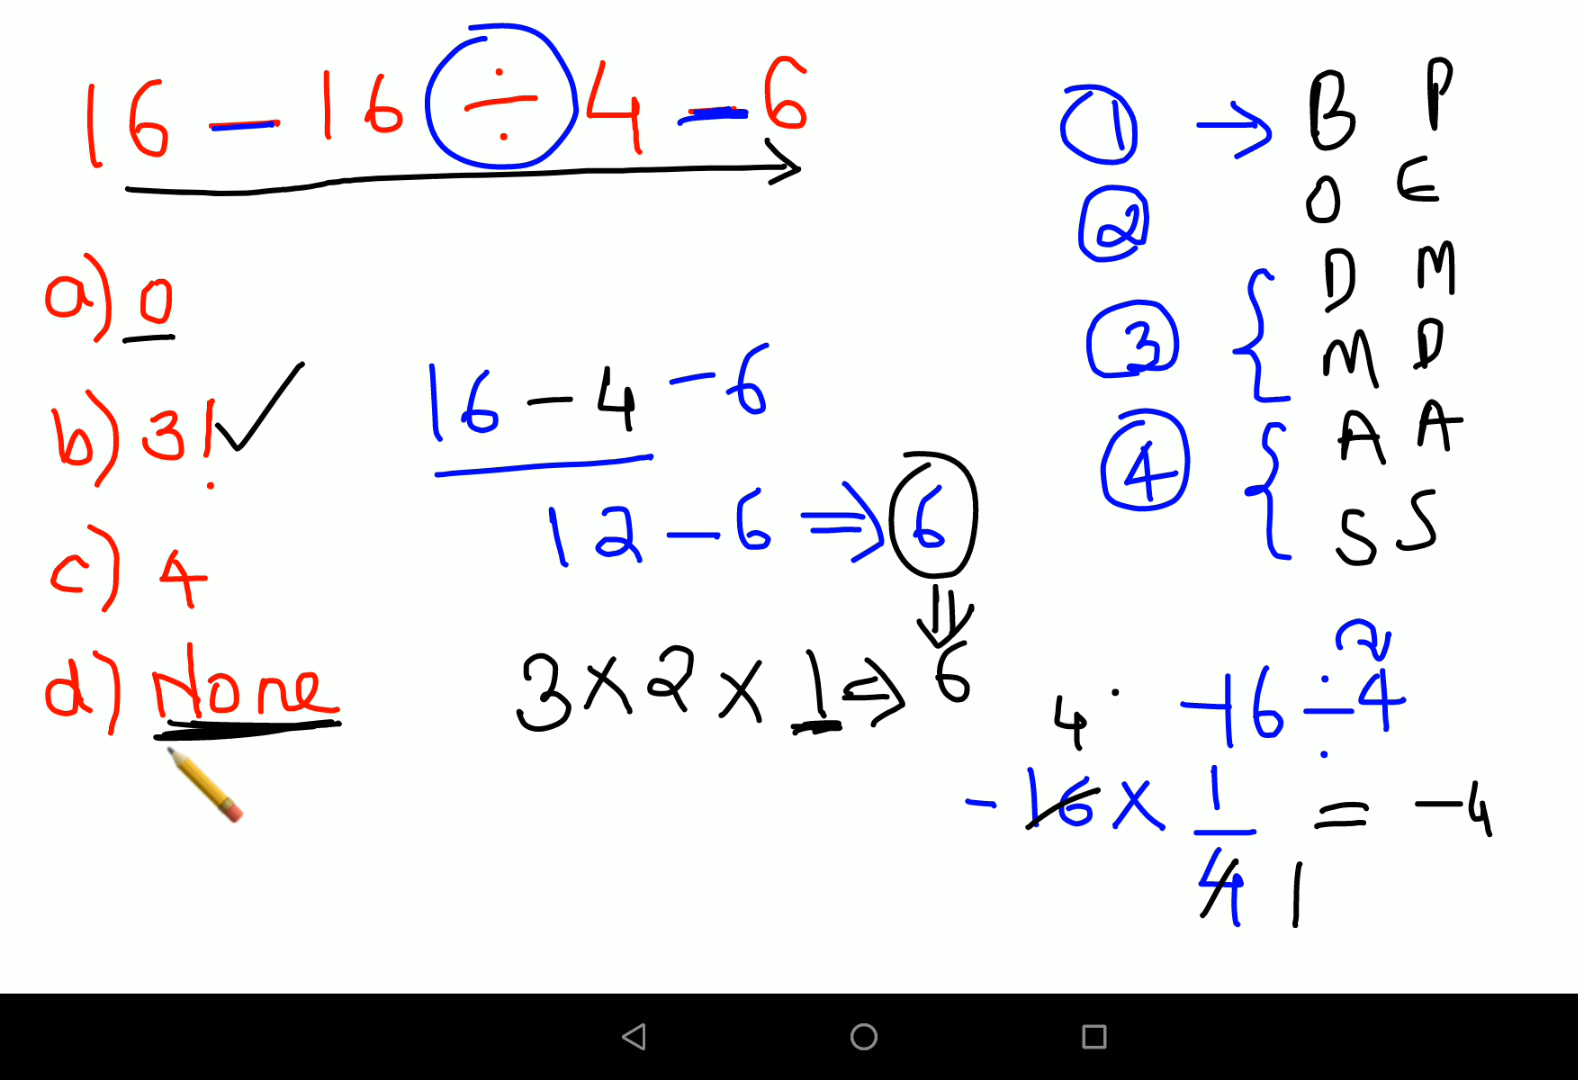 16 - 16 ÷ 4 - 6
a) 0
b) 3!
c) 4
d) None
16 - 4 - 6
12 - 6 ⇒ 6
⇓
3 × 2 × 1 ⇒ 6
1 → B P
2 O E
3 { D M
M D
4 { A A
S S
-16 ÷ 4
4
-16 × 1/4 = -4
1